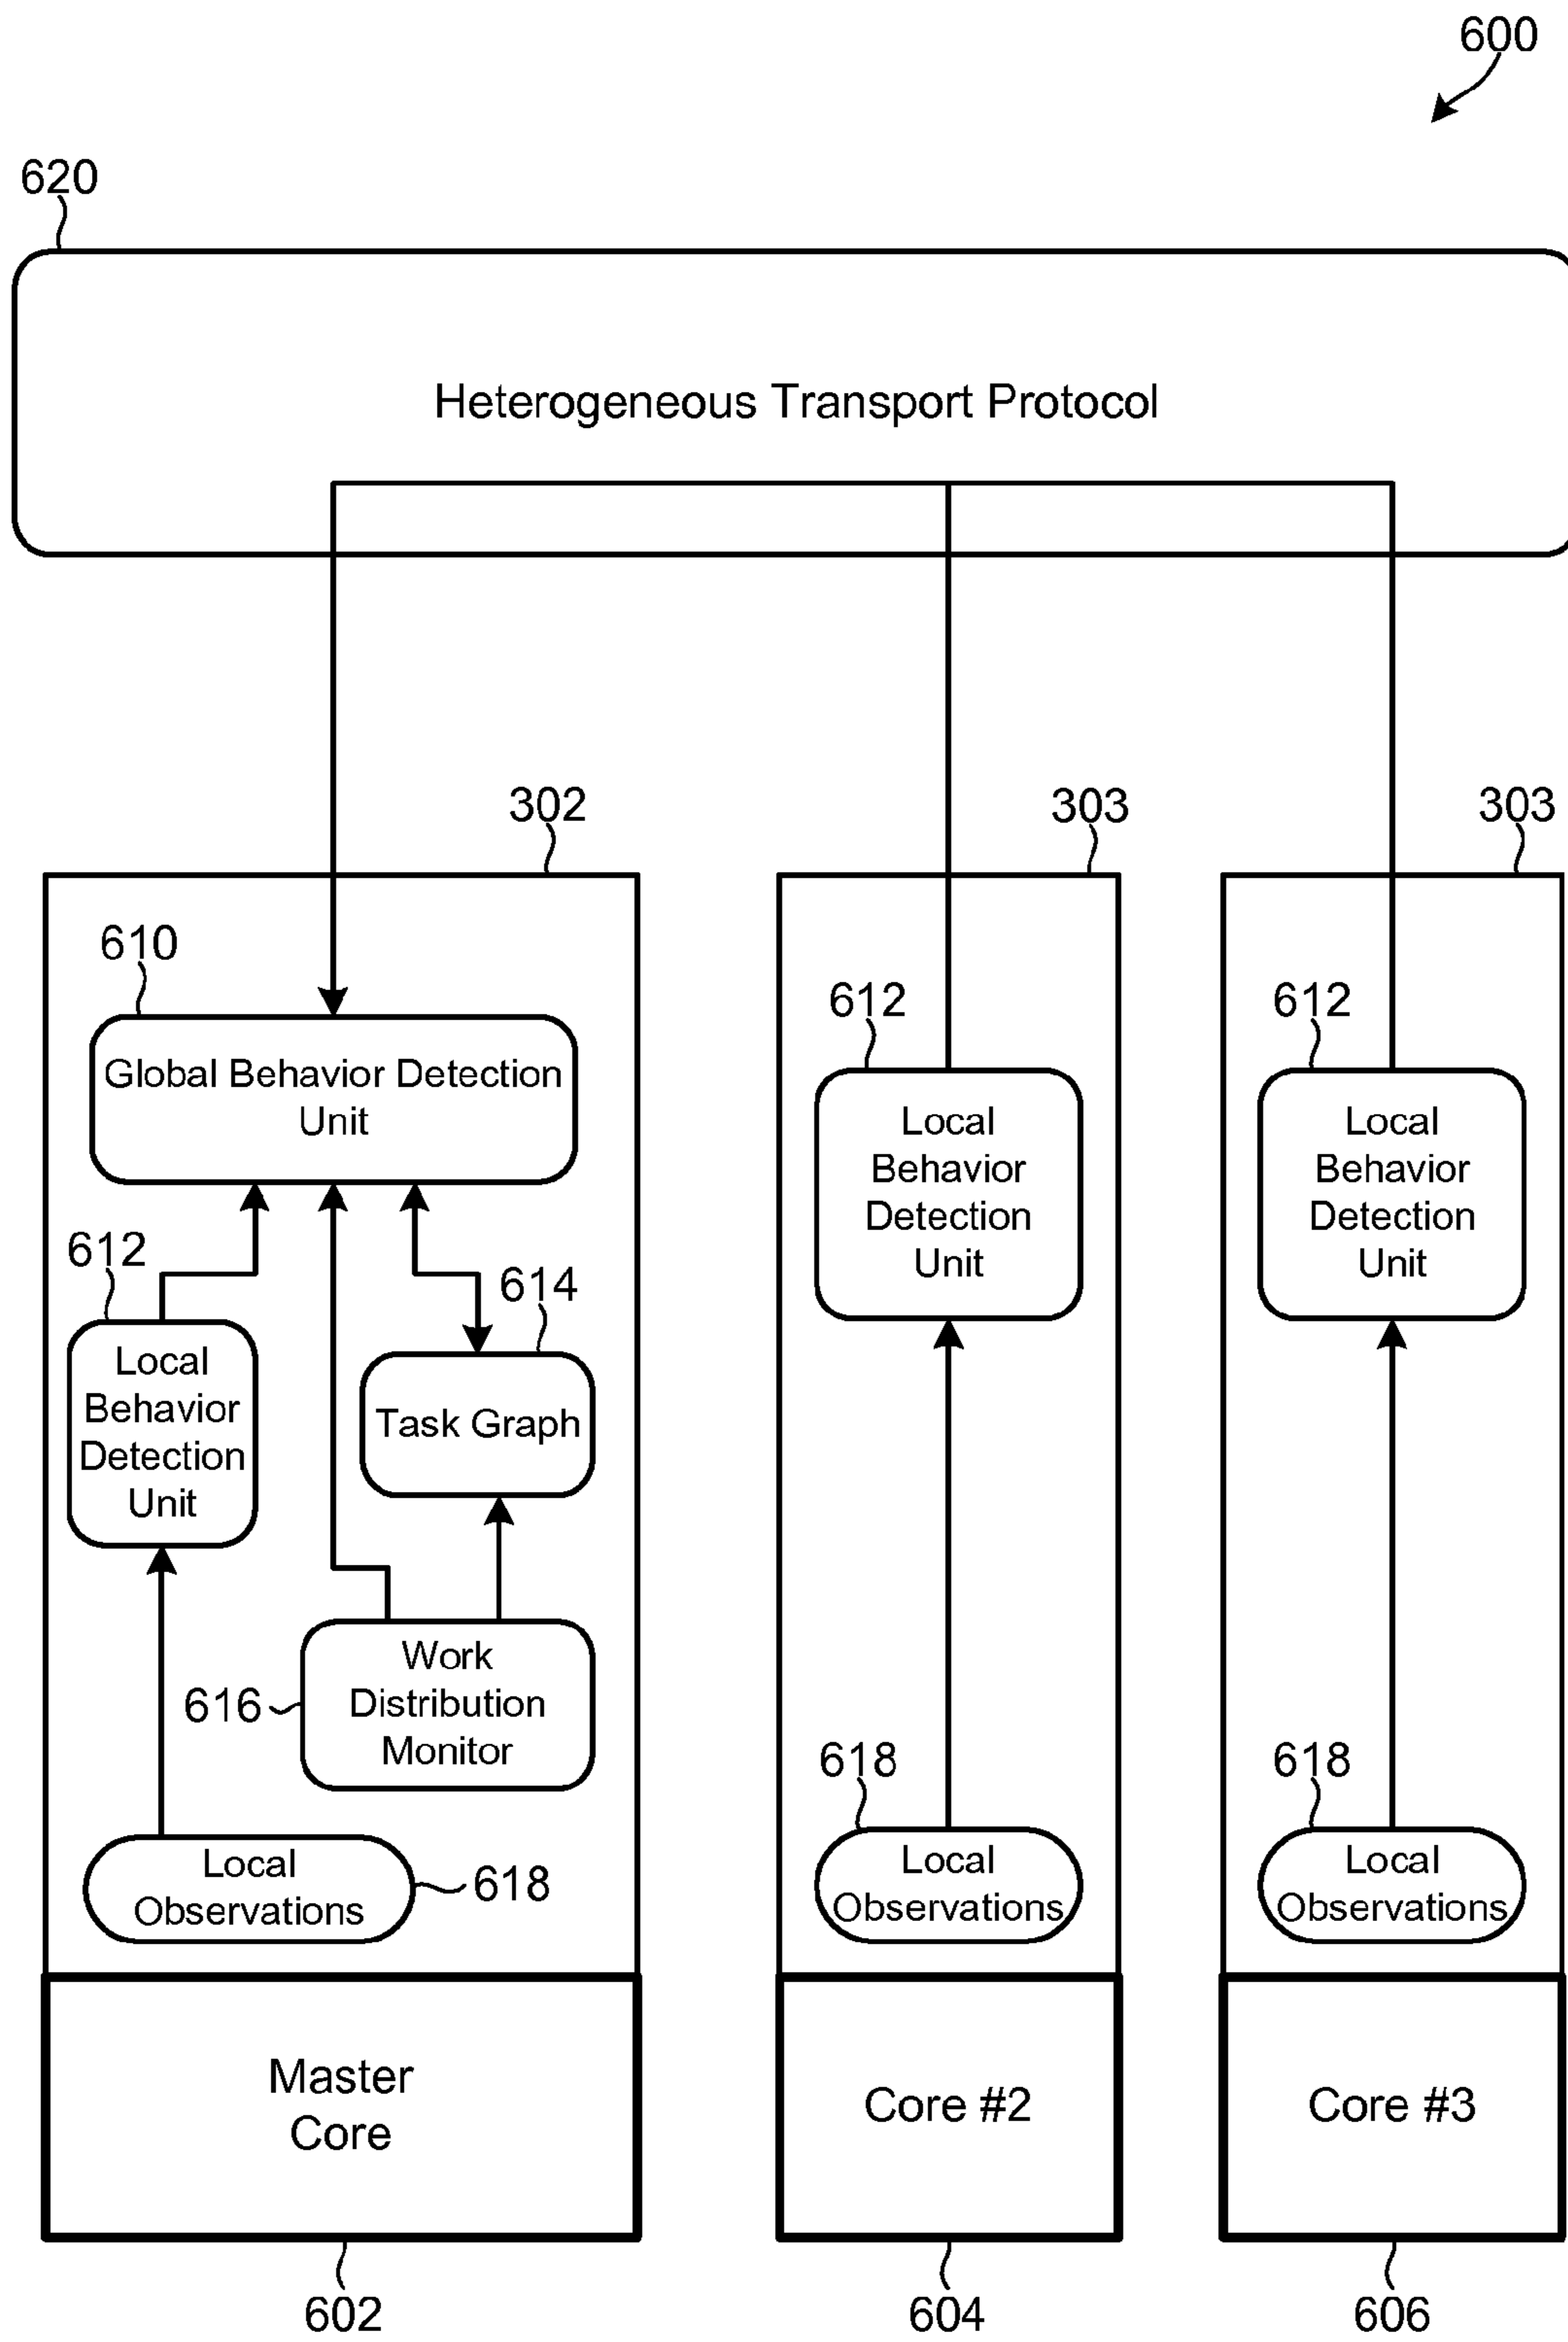 600
620
Heterogeneous Transport Protocol
302
303
303
610
Global Behavior Detection
Unit
612
Local
Behavior
Detection
Unit
612
Local
Behavior
Detection
Unit
612
Local
Behavior
Detection
Unit
614
Task Graph
616
Work
Distribution
Monitor
618
Local
Observations
618
Local
Observations
618
Local
Observations
Master
Core
Core #2
Core #3
602
604
606